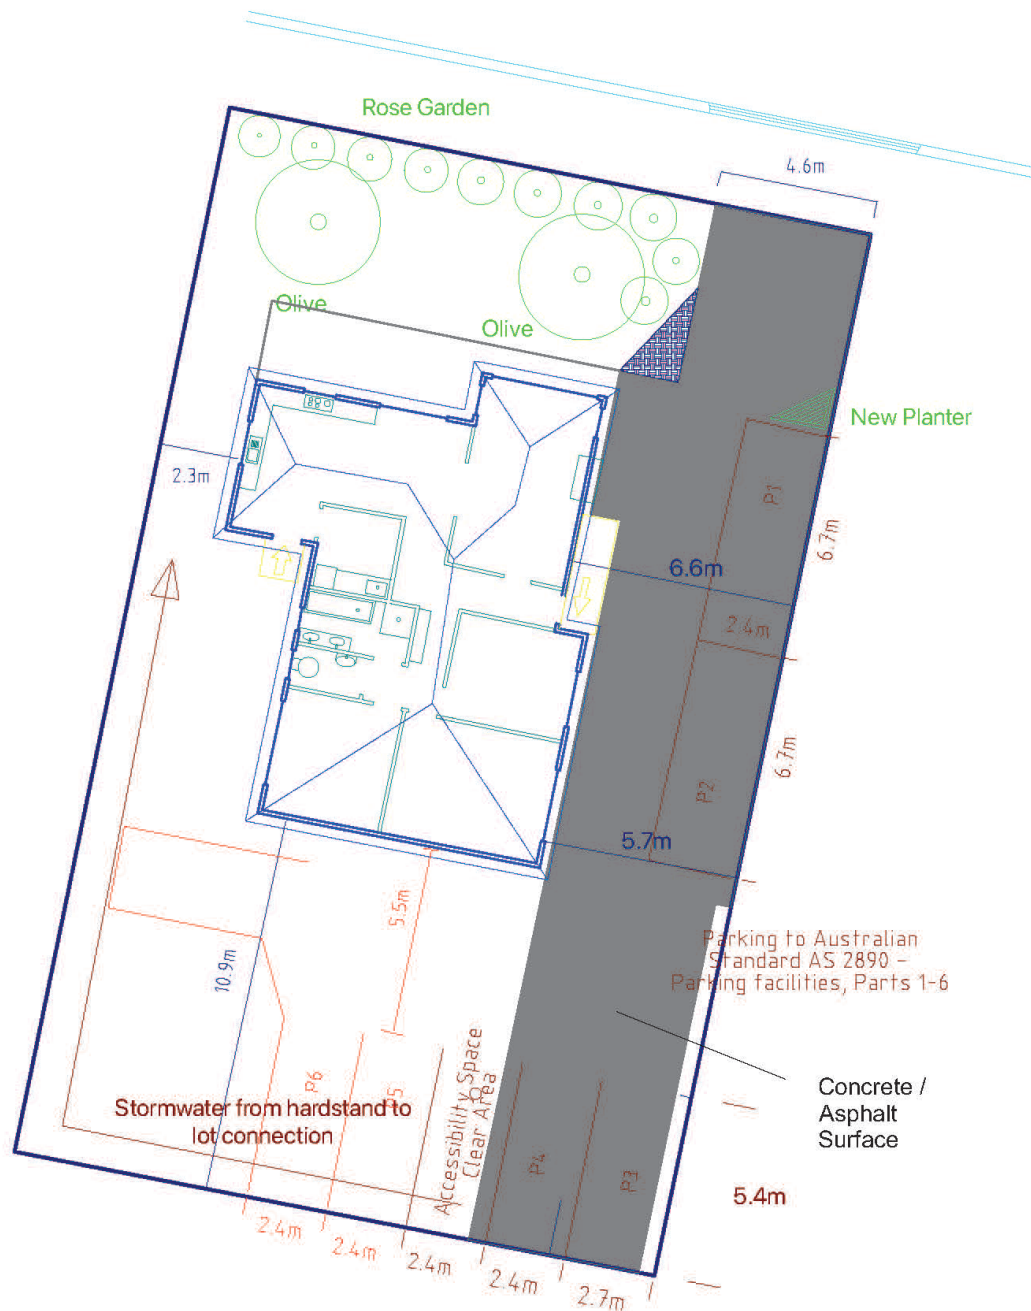 Rose Garden
4.6m
Olive
Olive
New Planter
2.3m
P1
6.7m
6.6m
2.4m
6.7m
P2
5.7m
5.5m
Parking to Australian
Standard AS 2890 -
Parking facilities, Parts 1-6
10.9m
Concrete /
Asphalt
Surface
P6
P5
Accessibility Space
Clear Area
Stormwater from hardstand to
lot connection
P4
P3
5.4m
2.4m
2.4m
2.4m
2.4m
2.7m